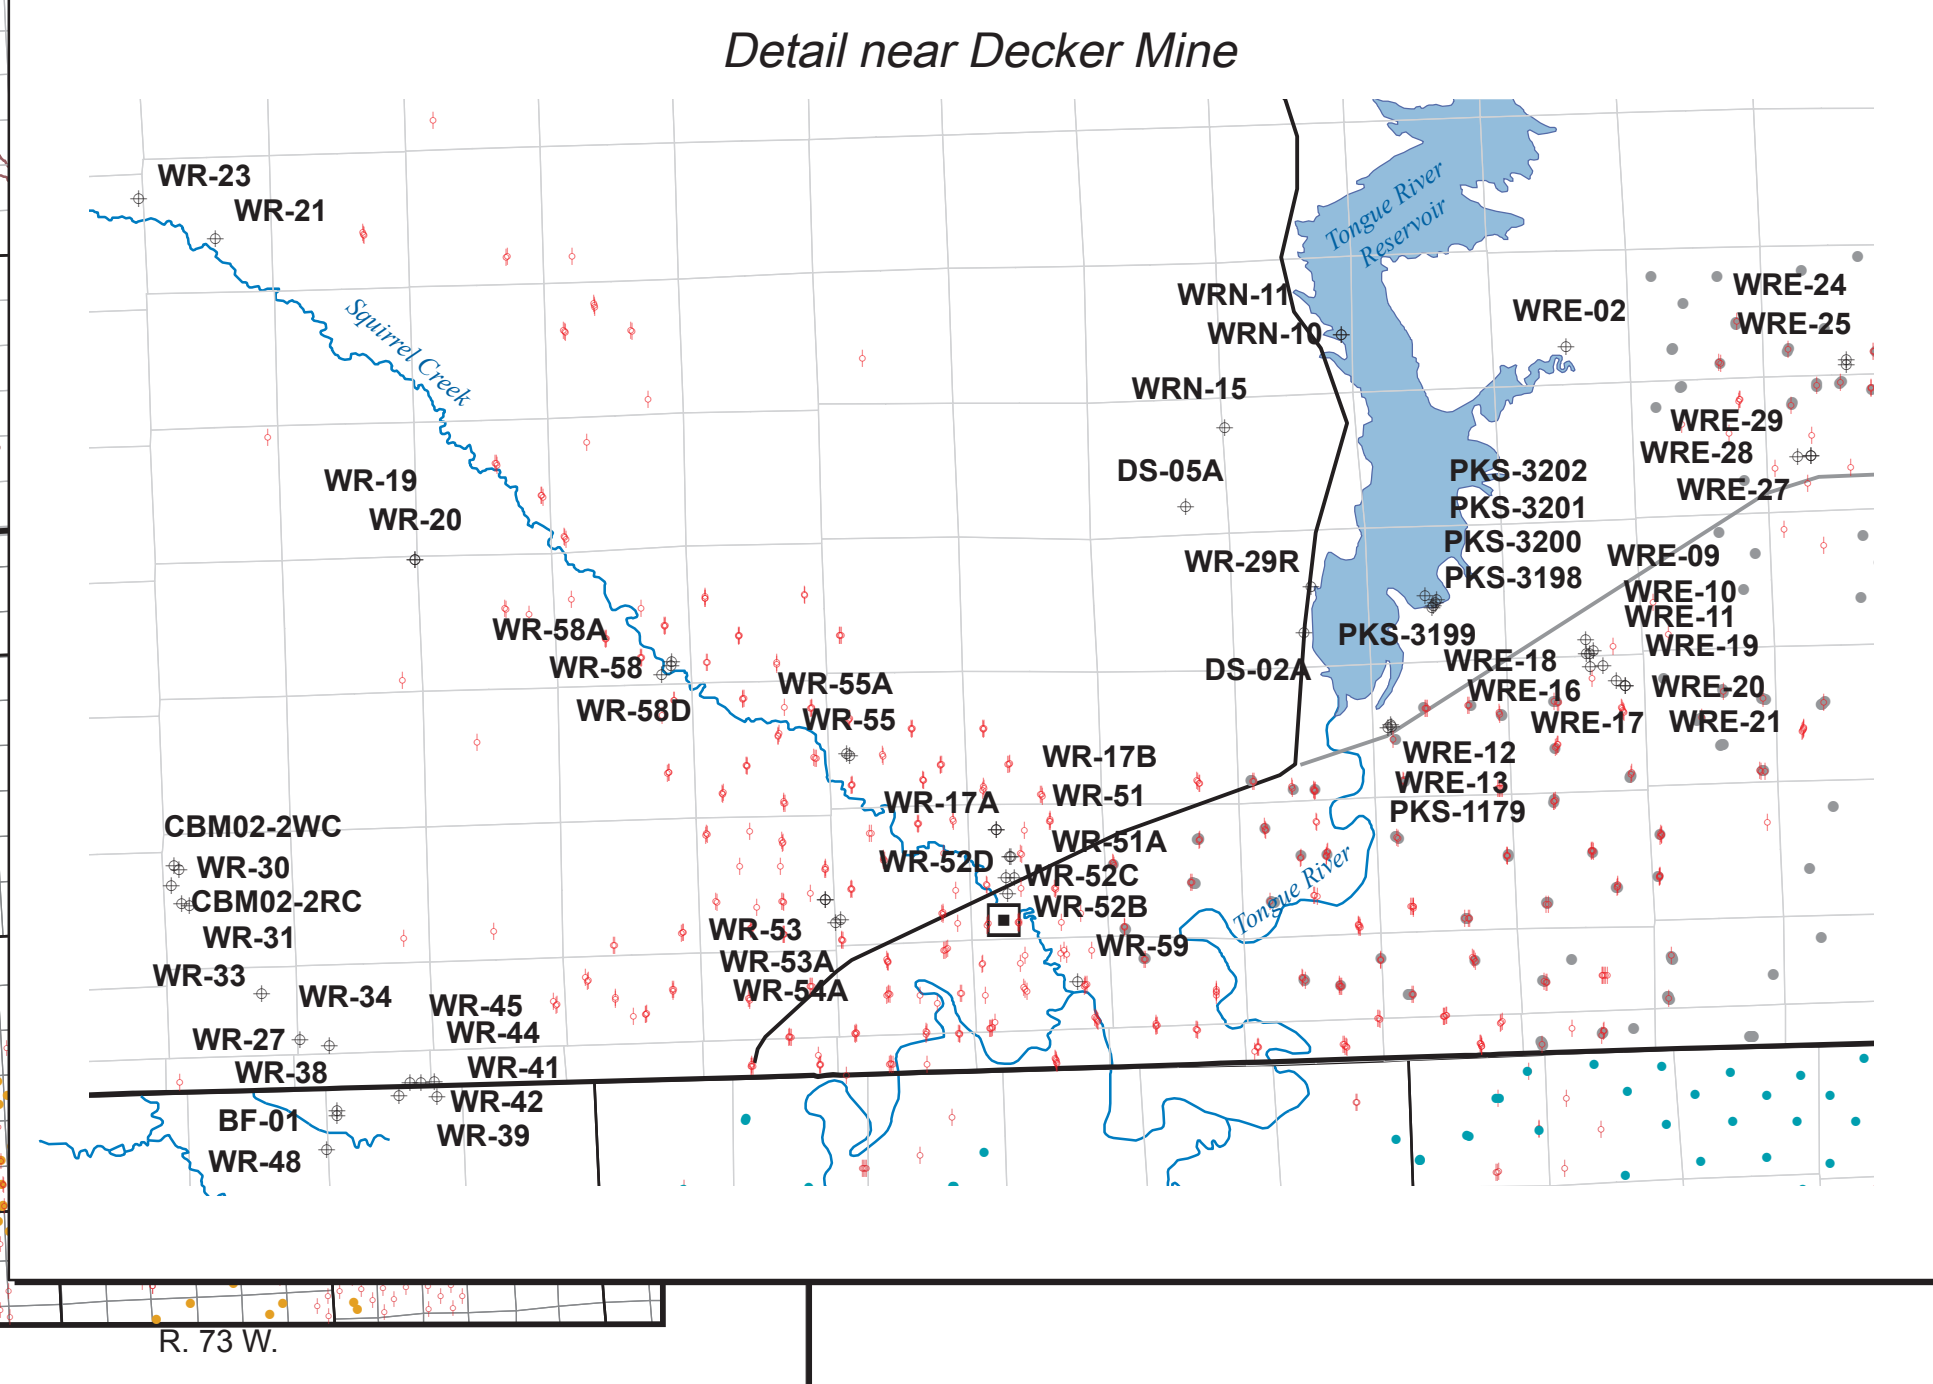 Detail near Decker Mine
WR-23
WR-21
Squirrel Creek
Tongue River
Reservoir
WRN-11
WRN-10
WRE-02
WRE-24
WRE-25
WRN-15
WRE-29
WRE-28
WRE-27
DS-05A
PKS-3202
PKS-3201
PKS-3200
PKS-3198
WR-19
WR-20
WR-29R
WRE-09
WRE-10
WRE-11
WRE-19
WR-58A
WR-58
WR-58D
PKS-3199
DS-02A
WRE-18
WRE-16
WRE-17
WRE-20
WRE-21
WR-55A
WR-55
WR-17B
WR-51
WRE-12
WRE-13
PKS-1179
WR-17A
WR-51A
WR-52D
WR-52C
WR-52B
WR-59
Tongue River
CBM02-2WC
WR-30
CBM02-2RC
WR-31
WR-33
WR-34
WR-53
WR-53A
WR-54A
WR-45
WR-44
WR-27
WR-38
WR-41
WR-42
WR-39
BF-01
WR-48
R. 73 W.